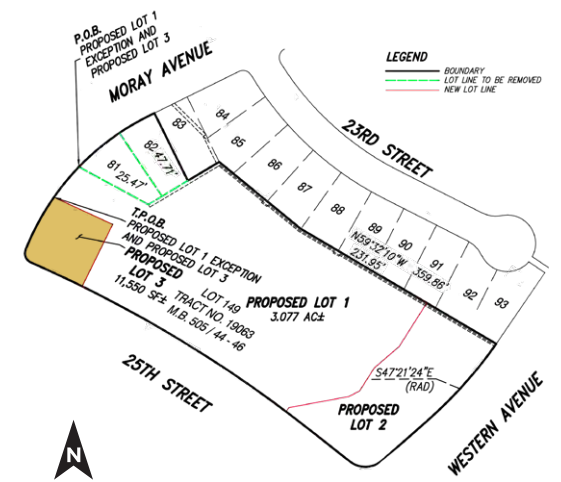 P.O.B.
PROPOSED LOT 1
EXCEPTION AND
PROPOSED LOT 3
MORAY AVENUE
LEGEND
BOUNDARY
LOT LINE TO BE REMOVED
NEW LOT LINE
23RD STREET
81
25.47'
82
47.71'
83
84
85
86
87
88
89
90
91
92
93
N59°32'10"W
359.86'
231.95'
T.P.O.B.
PROPOSED LOT 1 EXCEPTION
AND PROPOSED LOT 3
PROPOSED
LOT 3
11,550 SF±
LOT 149
TRACT NO. 19063
M.B. 505 / 44 - 46
PROPOSED LOT 1
3.077 AC±
S47°21'24"E
(RAD)
PROPOSED
LOT 2
25TH STREET
WESTERN AVENUE
N